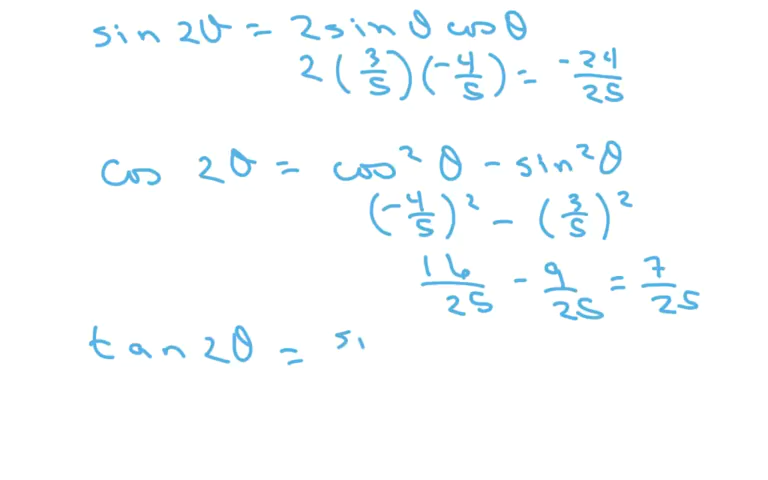 sin 2θ = 2sin θ cos θ
2(3/5)(-4/5) = -24/25
cos 2θ = cos² θ - sin² θ
(-4/5)² - (3/5)²
16/25 - 9/25 = 7/25
tan 2θ = si